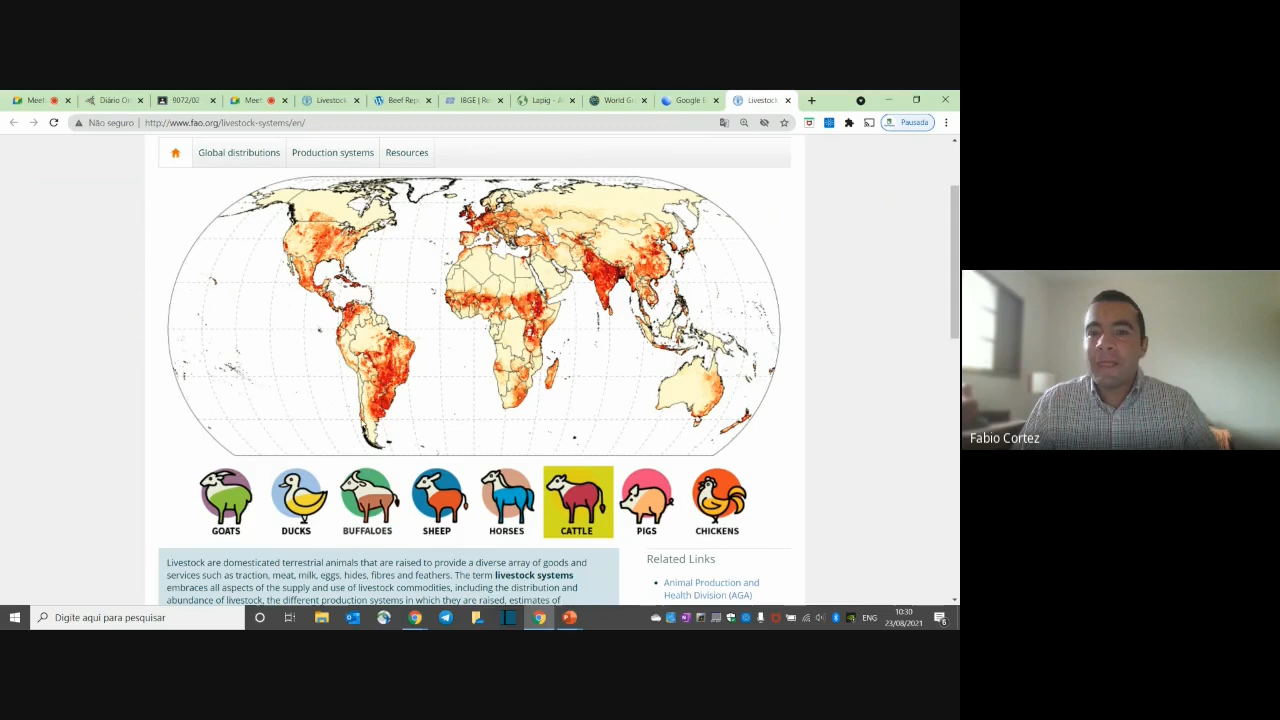 Meet
Diário O
9072/02
Meet
Livestock
Beef Rep
IBGE | R
Lapig - A
World G
Google E
Livestock
Não seguro
http://www.fao.org/livestock-systems/en/
Pausada
Global distributions
Production systems
Resources
Fabio Cortez
GOATS
DUCKS
BUFFALOES
SHEEP
HORSES
CATTLE
PIGS
CHICKENS
Livestock are domesticated terrestrial animals that are raised to provide a diverse array of goods and
services such as traction, meat, milk, eggs, hides, fibres and feathers. The term livestock systems
embraces all aspects of the supply and use of livestock commodities, including the distribution and
abundance of livestock, the different production systems in which they are raised, estimates of
Related Links
Animal Production and
Health Division (AGA)
Digite aqui para pesquisar
ENG
10:30
23/08/2021